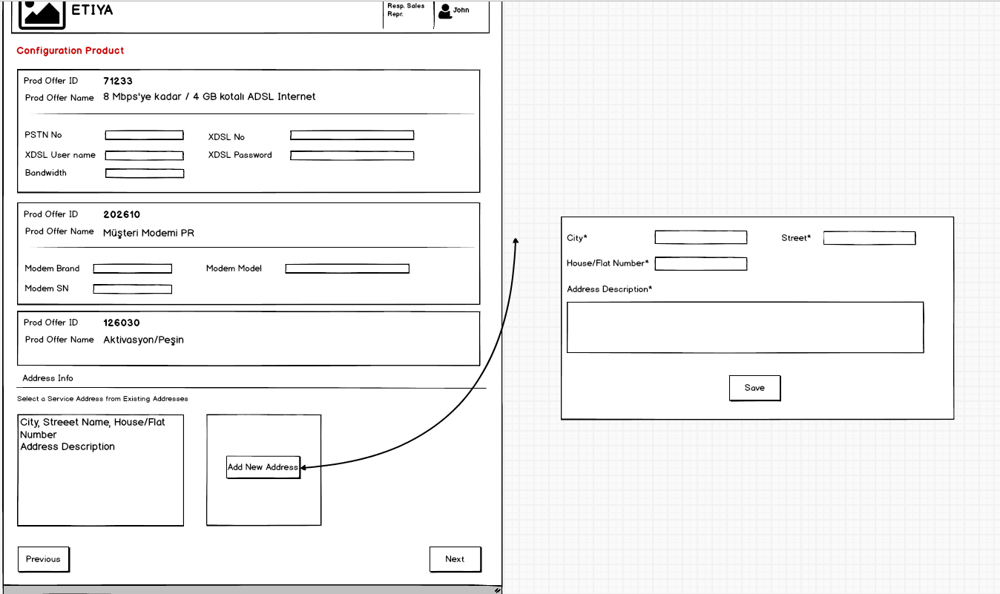 ETIYA
Resp. Sales
Repr.
John
Configuration Product
Prod Offer ID 71233
Prod Offer Name 8 Mbps'ye kadar / 4 GB kotalı ADSL Internet
PSTN No XDSL No
XDSL User name XDSL Password
Bandwidth
Prod Offer ID 202610
Prod Offer Name Müşteri Modemi PR
Modem Brand Modem Model
Modem SN
Prod Offer ID 126030
Prod Offer Name Aktivasyon/Peşin
Address Info
Select a Service Address from Existing Addresses
City, Streeet Name, House/Flat
Number
Address Description
Add New Address
Previous Next
City* Street*
House/Flat Number*
Address Description*
Save